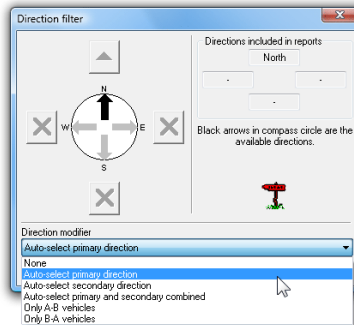 Direction filter
Directions included in reports
North
-
-
-
N
W
E
S
Black arrows in compass circle are the
available directions.
Direction modifier
Auto-select primary direction
None
Auto-select primary direction
Auto-select secondary direction
Auto-select primary and secondary combined
Only A-B vehicles
Only B-A vehicles